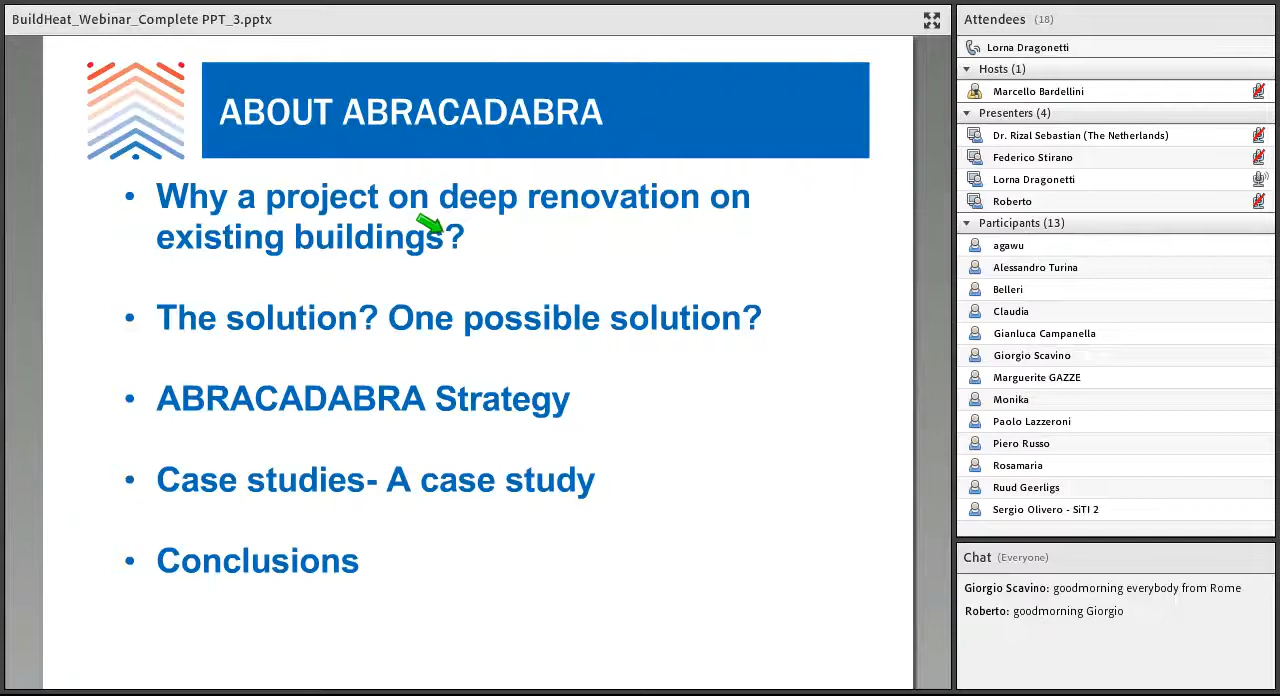 BuildHeat_Webinar_Complete PPT_3.pptx
ABOUT ABRACADABRA
• Why a project on deep renovation on
existing buildings?
• The solution? One possible solution?
• ABRACADABRA Strategy
• Case studies- A case study
• Conclusions
Attendees (18)
Lorna Dragonetti
Hosts (1)
Marcello Bardellini
Presenters (4)
Dr. Rizal Sebastian (The Netherlands)
Federico Stirano
Lorna Dragonetti
Roberto
Participants (13)
agawu
Alessandro Turina
Belleri
Claudia
Gianluca Campanella
Giorgio Scavino
Marguerite GAZZE
Monika
Paolo Lazzeroni
Piero Russo
Rosamaria
Ruud Geerligs
Sergio Olivero - SiTI 2
Chat (Everyone)
Giorgio Scavino: goodmorning everybody from Rome
Roberto: goodmorning Giorgio